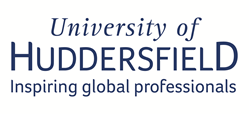 University of
HUDDERSFIELD
Inspiring global professionals